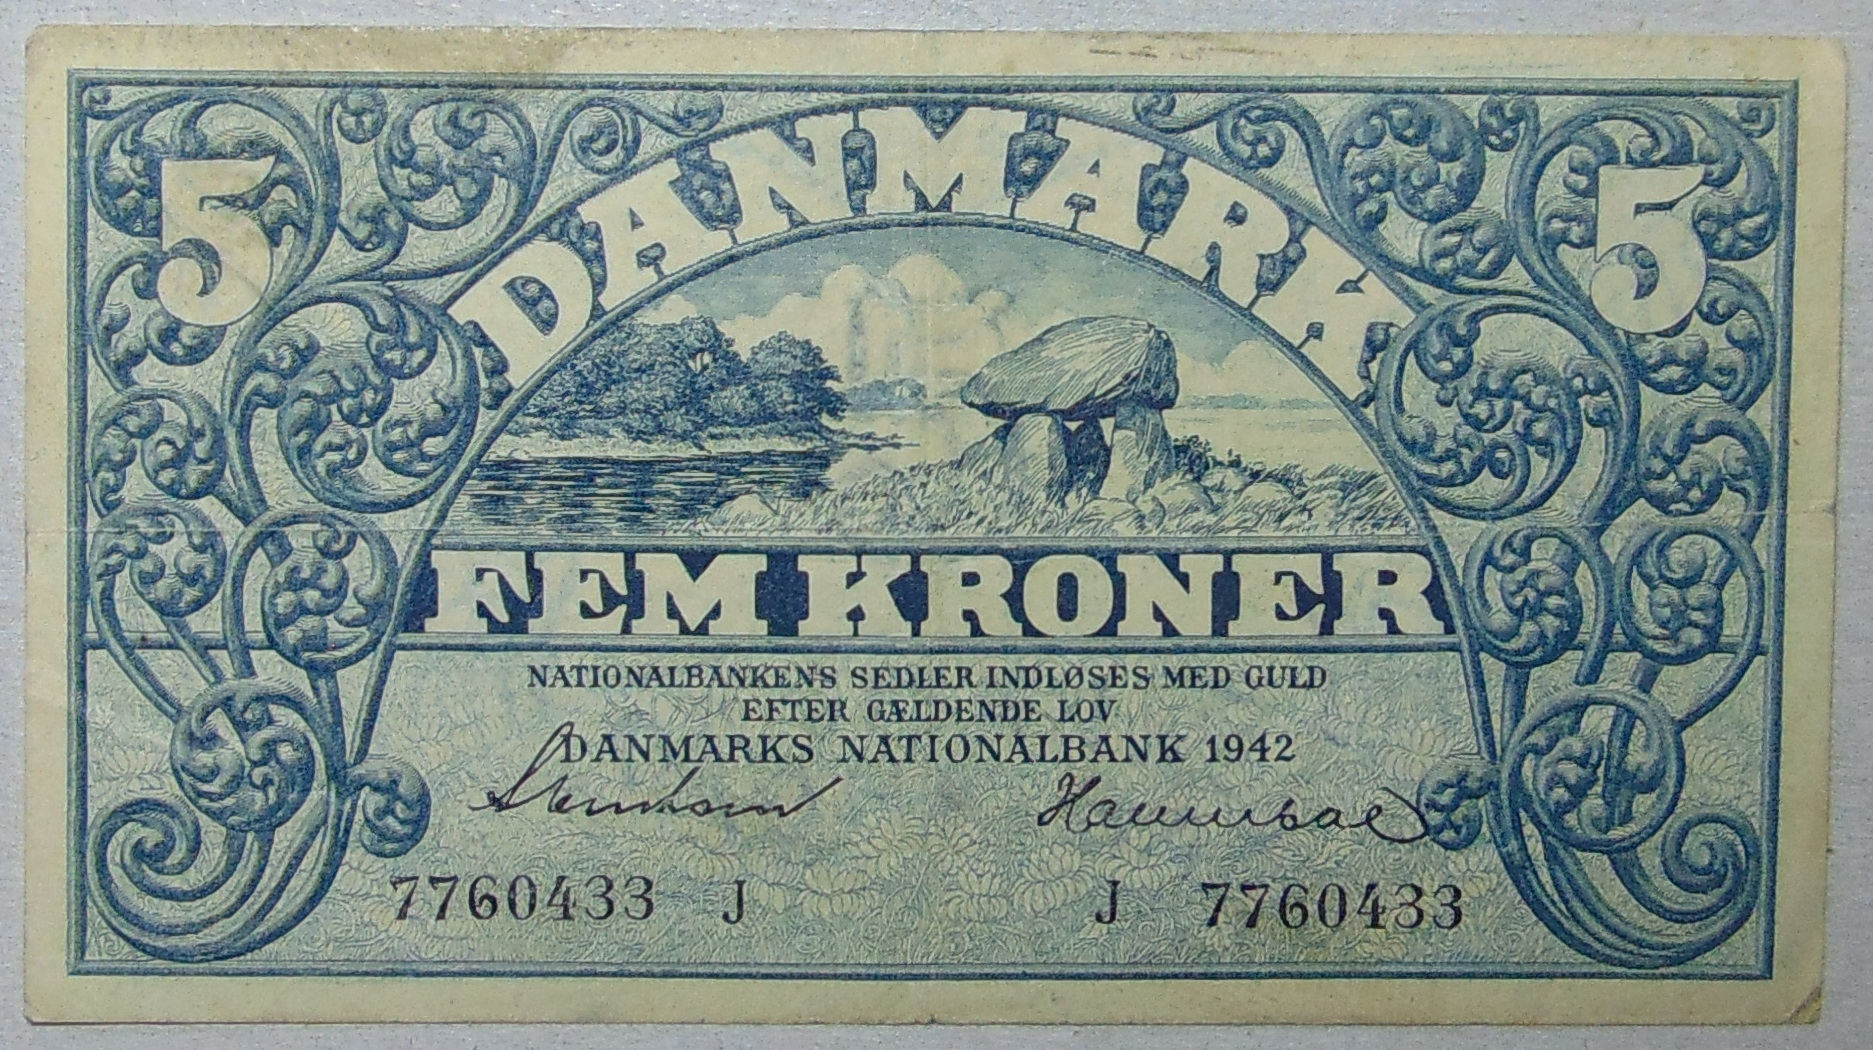 5 DANMARK 5
FEM KRONER
NATIONALBANKENS SEDLER INDLØSES MED GULD
EFTER GÆLDENDE LOV
DANMARKS NATIONALBANK 1942
7760433 J J 7760433